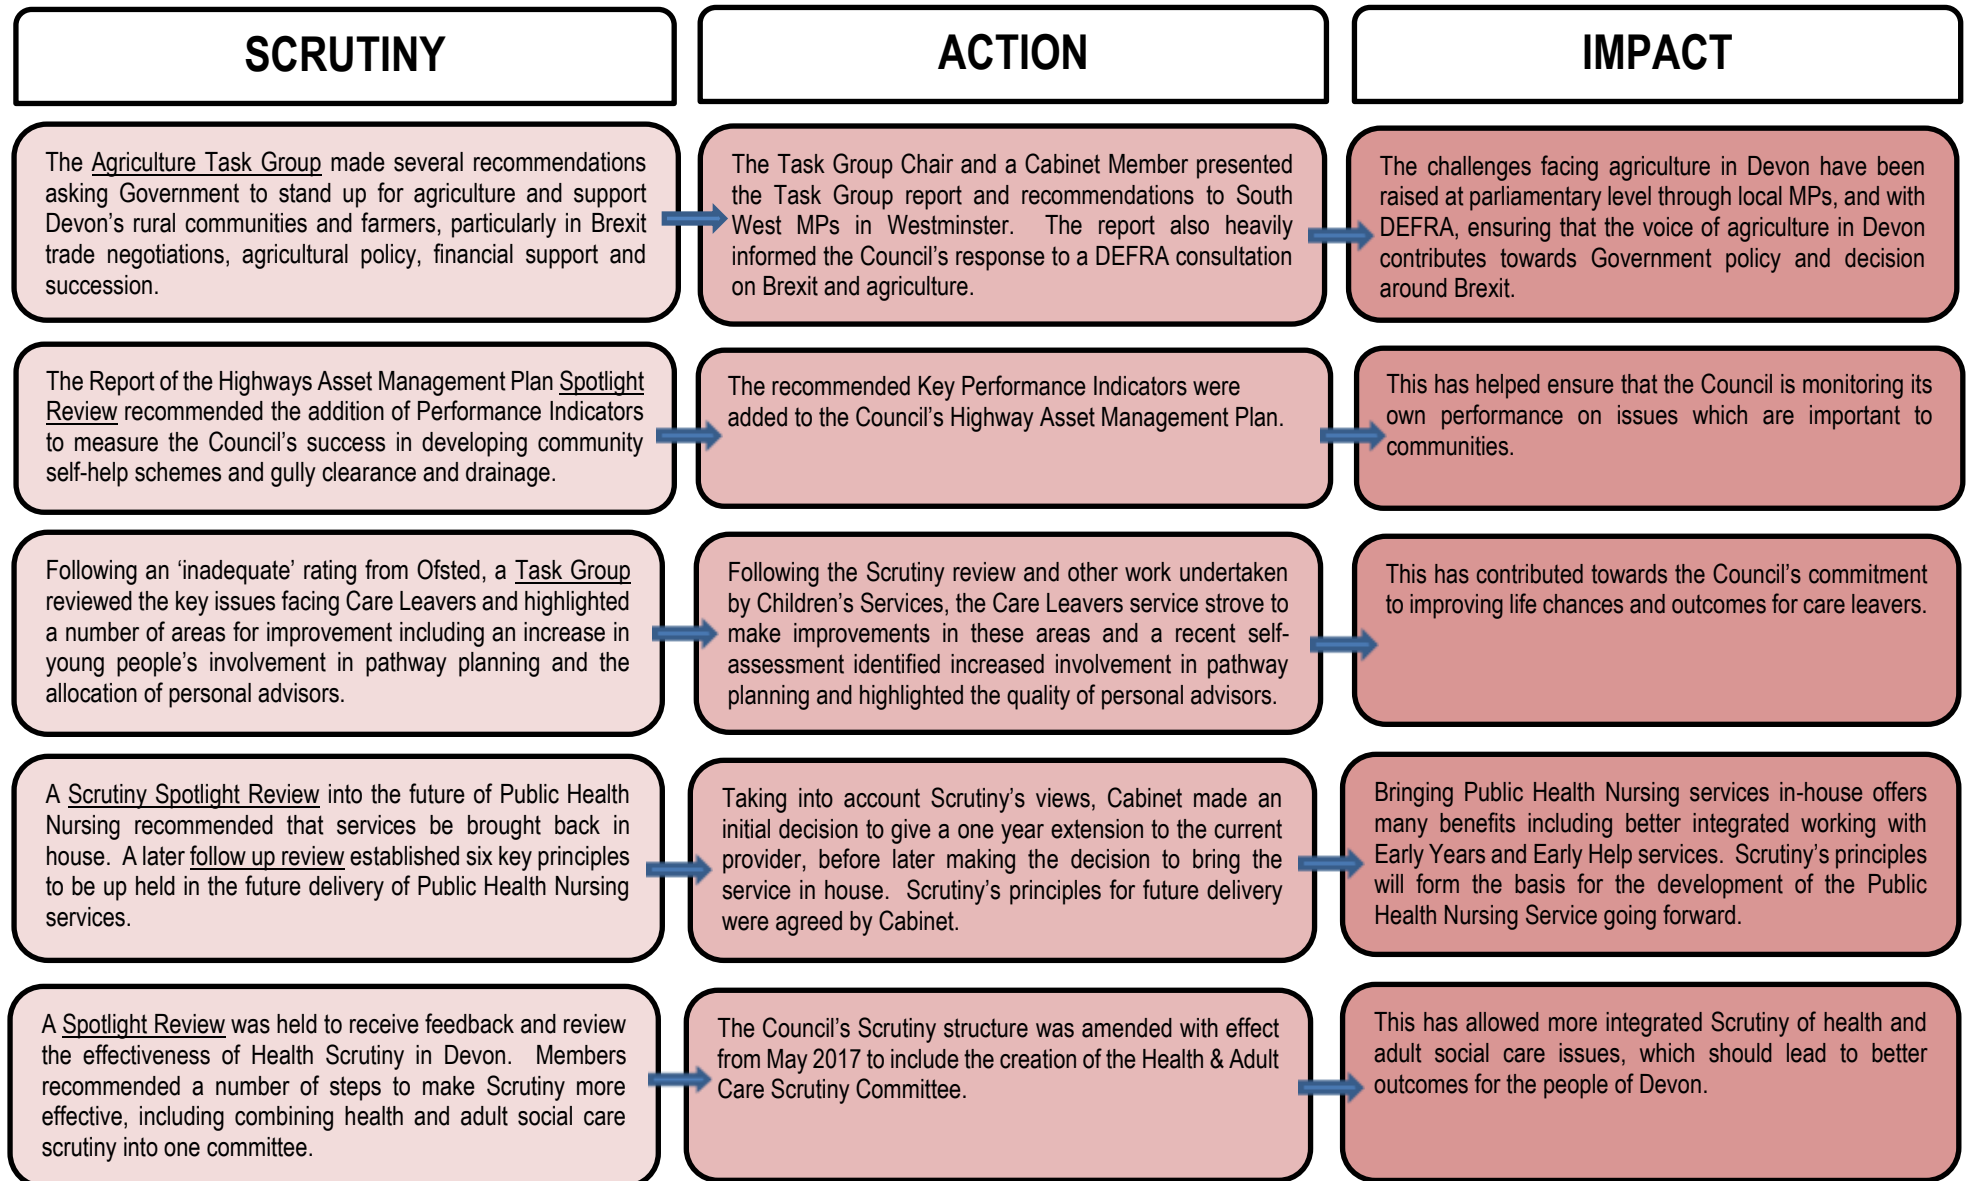 SCRUTINY
ACTION
IMPACT
The Agriculture Task Group made several recommendations
asking Government to stand up for agriculture and support
Devon's rural communities and farmers, particularly in Brexit
trade negotiations, agricultural policy, financial support and
succession.
The Task Group Chair and a Cabinet Member presented
the Task Group report and recommendations to South
West MPs in Westminster. The report also heavily
informed the Council's response to a DEFRA consultation
on Brexit and agriculture.
The challenges facing agriculture in Devon have been
raised at parliamentary level through local MPs, and with
DEFRA, ensuring that the voice of agriculture in Devon
contributes towards Government policy and decision
around Brexit.
The Report of the Highways Asset Management Plan Spotlight
Review recommended the addition of Performance Indicators
to measure the Council's success in developing community
self-help schemes and gully clearance and drainage.
The recommended Key Performance Indicators were
added to the Council's Highway Asset Management Plan.
This has helped ensure that the Council is monitoring its
own performance on issues which are important to
communities.
Following an 'inadequate' rating from Ofsted, a Task Group
reviewed the key issues facing Care Leavers and highlighted
a number of areas for improvement including an increase in
young people's involvement in pathway planning and the
allocation of personal advisors.
Following the Scrutiny review and other work undertaken
by Children's Services, the Care Leavers service strove to
make improvements in these areas and a recent self-
assessment identified increased involvement in pathway
planning and highlighted the quality of personal advisors.
This has contributed towards the Council's commitment
to improving life chances and outcomes for care leavers.
A Scrutiny Spotlight Review into the future of Public Health
Nursing recommended that services be brought back in
house. A later follow up review established six key principles
to be up held in the future delivery of Public Health Nursing
services.
Taking into account Scrutiny's views, Cabinet made an
initial decision to give a one year extension to the current
provider, before later making the decision to bring the
service in house. Scrutiny's principles for future delivery
were agreed by Cabinet.
Bringing Public Health Nursing services in-house offers
many benefits including better integrated working with
Early Years and Early Help services. Scrutiny's principles
will form the basis for the development of the Public
Health Nursing Service going forward.
A Spotlight Review was held to receive feedback and review
the effectiveness of Health Scrutiny in Devon. Members
recommended a number of steps to make Scrutiny more
effective, including combining health and adult social care
scrutiny into one committee.
The Council's Scrutiny structure was amended with effect
from May 2017 to include the creation of the Health & Adult
Care Scrutiny Committee.
This has allowed more integrated Scrutiny of health and
adult social care issues, which should lead to better
outcomes for the people of Devon.